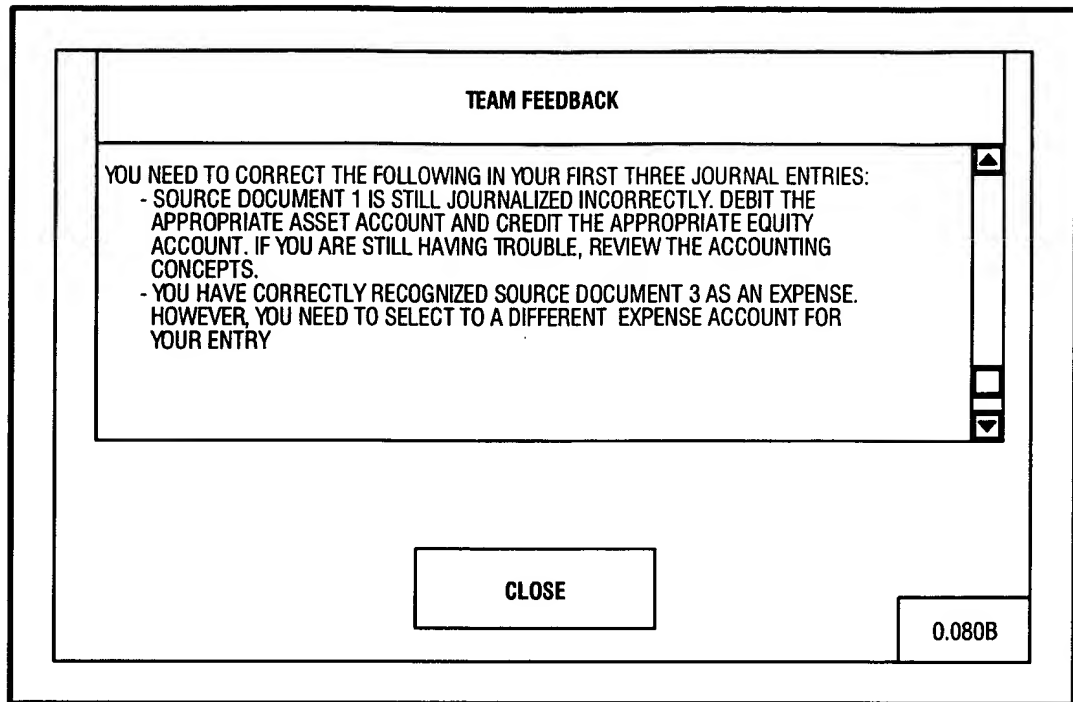 TEAM FEEDBACK
YOU NEED TO CORRECT THE FOLLOWING IN YOUR FIRST THREE JOURNAL ENTRIES:
- SOURCE DOCUMENT 1 IS STILL JOURNALIZED INCORRECTLY. DEBIT THE
APPROPRIATE ASSET ACCOUNT AND CREDIT THE APPROPRIATE EQUITY
ACCOUNT. IF YOU ARE STILL HAVING TROUBLE, REVIEW THE ACCOUNTING
CONCEPTS.
- YOU HAVE CORRECTLY RECOGNIZED SOURCE DOCUMENT 3 AS AN EXPENSE.
HOWEVER, YOU NEED TO SELECT TO A DIFFERENT EXPENSE ACCOUNT FOR
YOUR ENTRY
CLOSE
0.080B